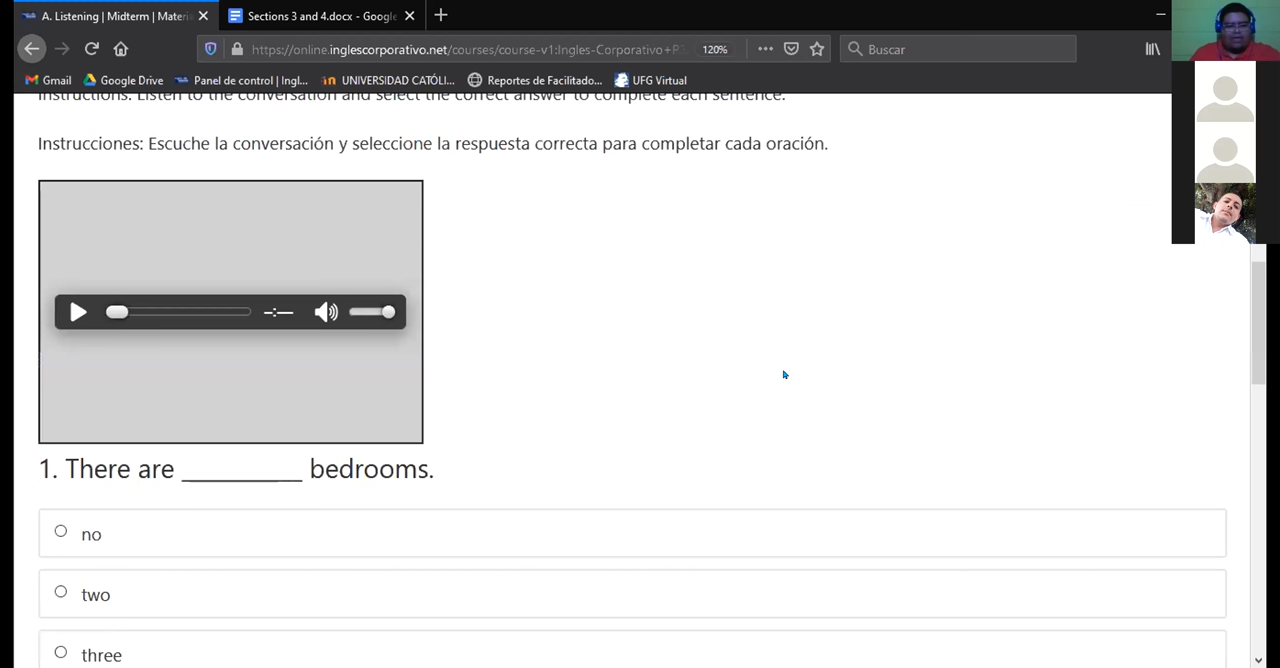 A. Listening | Midterm | Materi
Sections 3 and 4.docx - Google
https://online.inglescorporativo.net/courses/course-v1:Ingles-Corporativo+P
120%
Buscar
Gmail
Google Drive
Panel de control | Ingl...
UNIVERSIDAD CATÓLI...
Reportes de Facilitado...
UFG Virtual
Instructions: Listen to the conversation and select the correct answer to complete each sentence.
Instrucciones: Escuche la conversación y seleccione la respuesta correcta para completar cada oración.
-:--
1. There are _________ bedrooms.
no
two
three